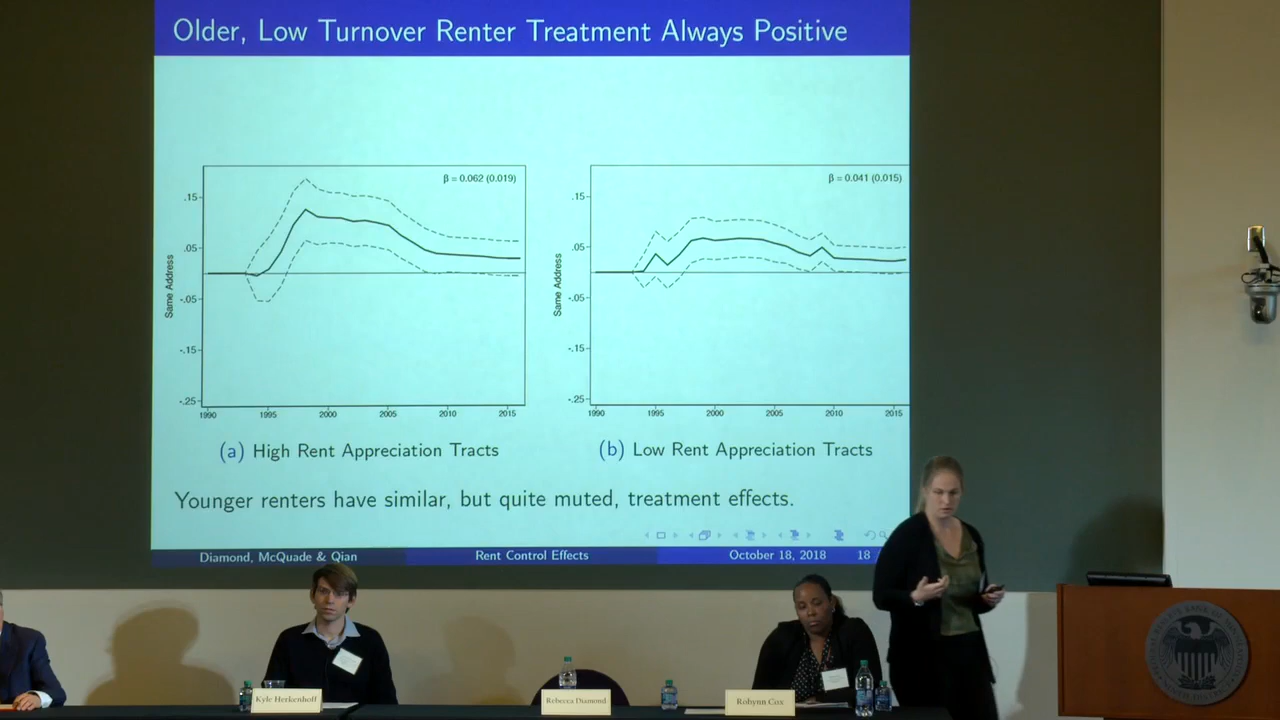 Older, Low Turnover Renter Treatment Always Positive
β = 0.062 (0.019)
.15
.05
-.05
-.15
-.25
Same Address
1990 1995 2000 2005 2010 2015
(a) High Rent Appreciation Tracts
β = 0.041 (0.015)
.15
.05
-.05
-.15
-.25
Same Address
1990 1995 2000 2005 2010 2015
(b) Low Rent Appreciation Tracts
Younger renters have similar, but quite muted, treatment effects.
Diamond, McQuade & Qian Rent Control Effects October 18, 2018 18
Kyle Herkenhoff
Rebecca Diamond
Robynn Cox